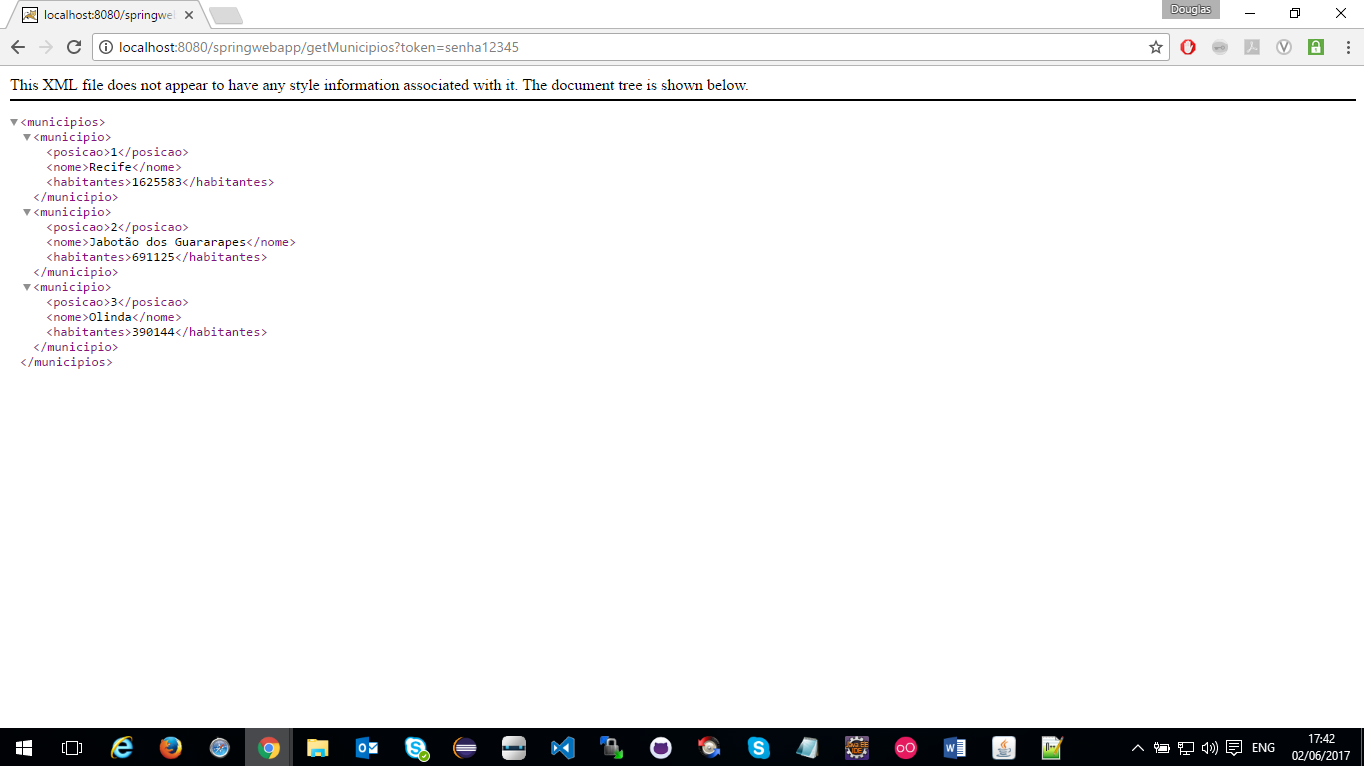 localhost:8080/springwe
Douglas
localhost:8080/springwebapp/getMunicipios?token=senha12345
This XML file does not appear to have any style information associated with it. The document tree is shown below.
<municipios>
<municipio>
<posicao>1</posicao>
<nome>Recife</nome>
<habitantes>1625583</habitantes>
</municipio>
<municipio>
<posicao>2</posicao>
<nome>Jabotão dos Guararapes</nome>
<habitantes>691125</habitantes>
</municipio>
<municipio>
<posicao>3</posicao>
<nome>Olinda</nome>
<habitantes>390144</habitantes>
</municipio>
</municipios>
ENG
17:42
02/06/2017